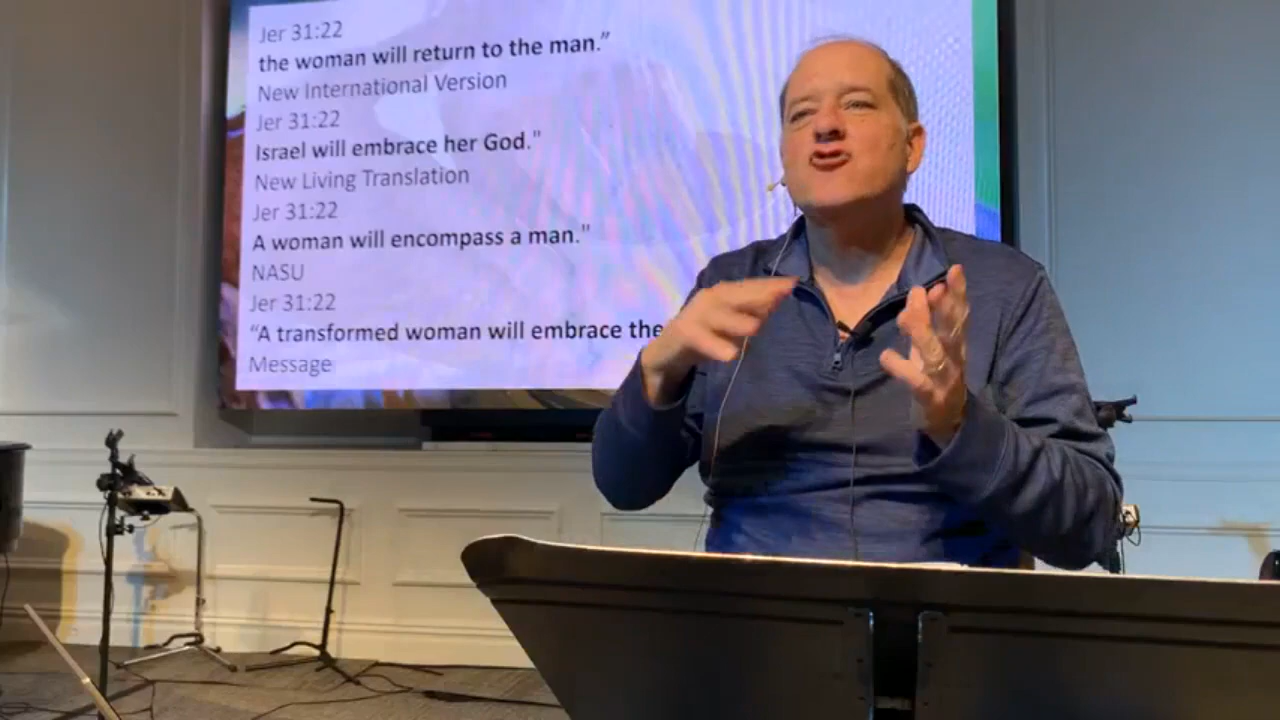 Jer 31:22
the woman will return to the man.”
New International Version
Jer 31:22
Israel will embrace her God."
New Living Translation
Jer 31:22
A woman will encompass a man."
NASU
Jer 31:22
“A transformed woman will embrace the
Message